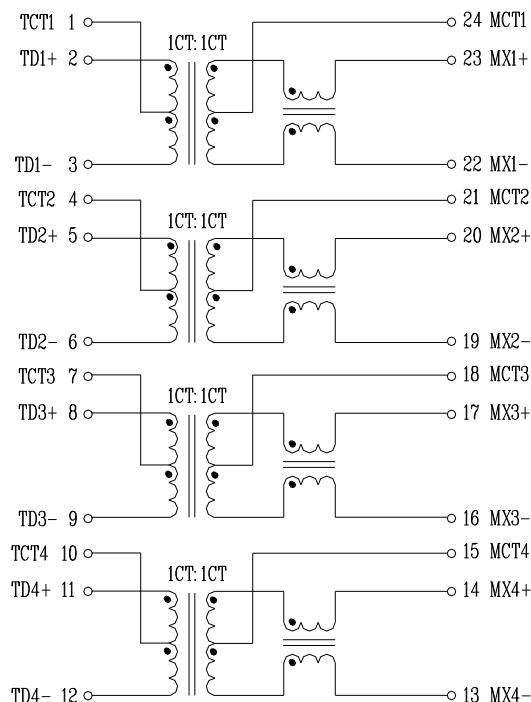 TCT1 1 24 MCT1
1CT:1CT
TD1+ 2 23 MX1+
TD1- 3 22 MX1-
TCT2 4 21 MCT2
1CT:1CT
TD2+ 5 20 MX2+
TD2- 6 19 MX2-
TCT3 7 18 MCT3
1CT:1CT
TD3+ 8 17 MX3+
TD3- 9 16 MX3-
TCT4 10 15 MCT4
1CT:1CT
TD4+ 11 14 MX4+
TD4- 12 13 MX4-